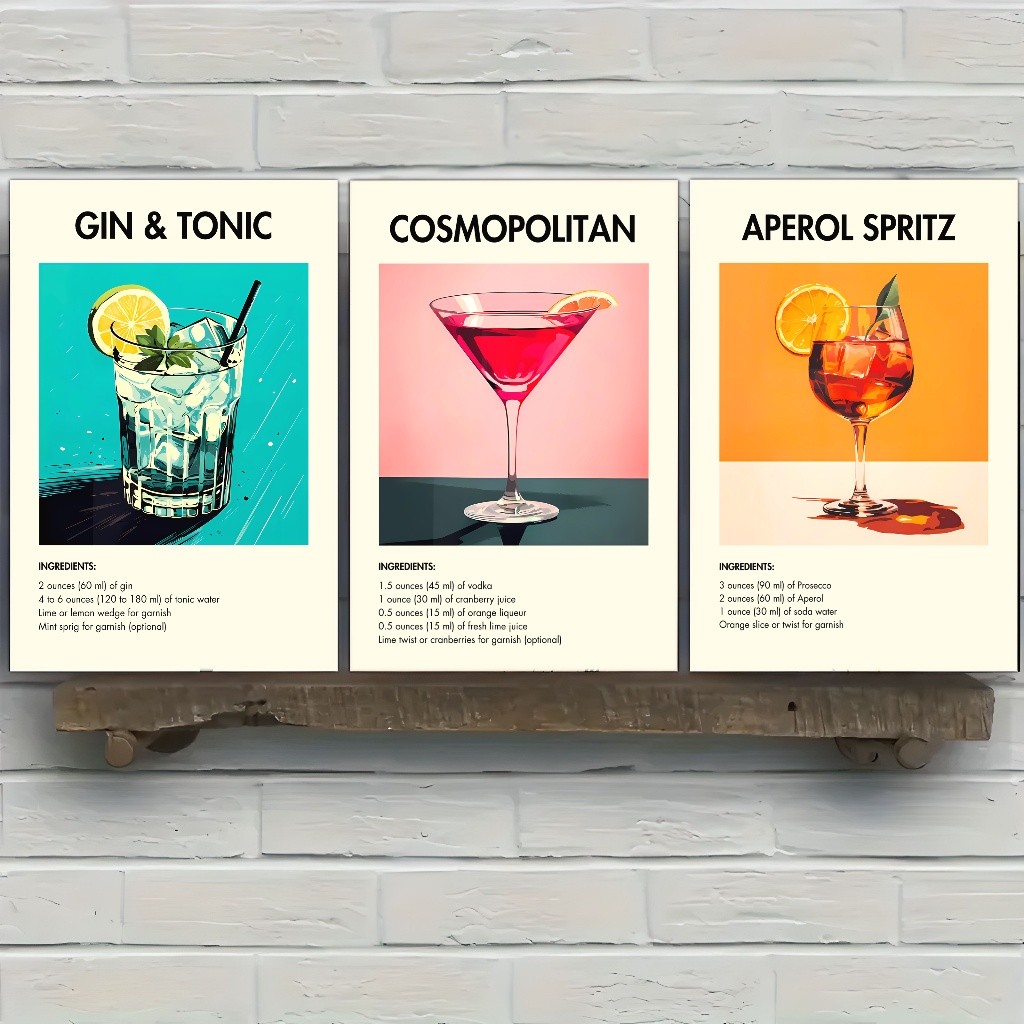 GIN & TONIC
INGREDIENTS:
2 ounces (60 ml) of gin
4 to 6 ounces (120 to 180 ml) of tonic water
Lime or lemon wedge for garnish
Mint sprig for garnish (optional)
COSMOPOLITAN
INGREDIENTS:
1.5 ounces (45 ml) of vodka
1 ounce (30 ml) of cranberry juice
0.5 ounces (15 ml) of orange liqueur
0.5 ounces (15 ml) of fresh lime juice
Lime twist or cranberries for garnish (optional)
APEROL SPRITZ
INGREDIENTS:
3 ounces (90 ml) of Prosecco
2 ounces (60 ml) of Aperol
1 ounce (30 ml) of soda water
Orange slice or twist for garnish